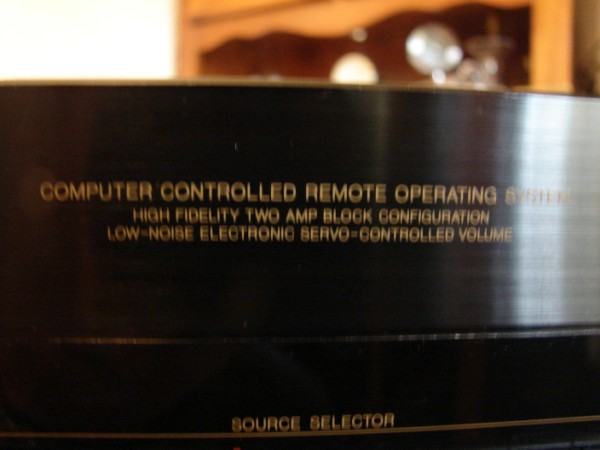 COMPUTER CONTROLLED REMOTE OPERATING SYSTEM
HIGH FIDELITY TWO AMP BLOCK CONFIGURATION
LOW-NOISE ELECTRONIC SERVO-CONTROLLED VOLUME
SOURCE SELECTOR